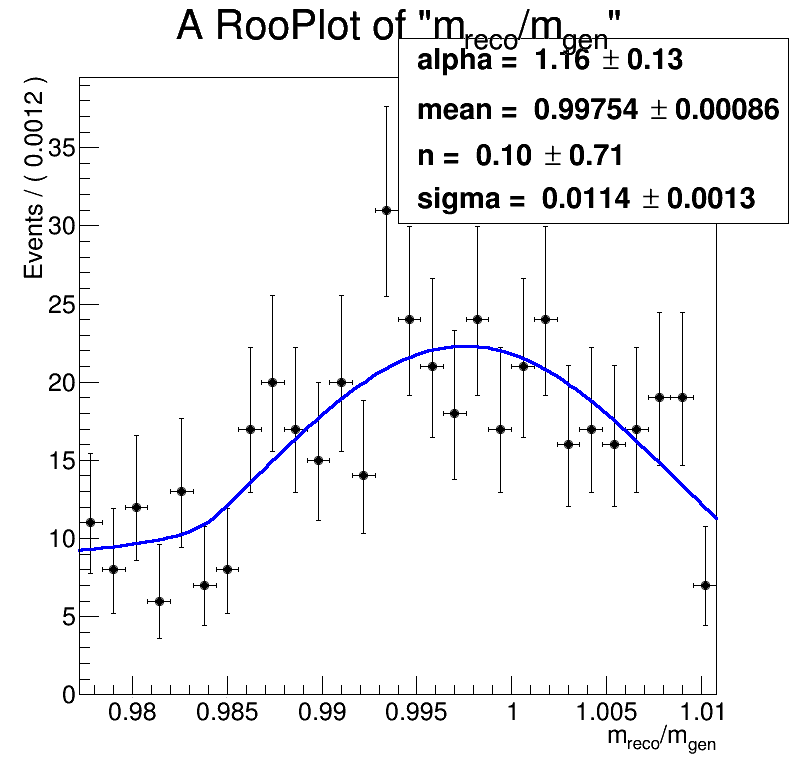 A RooPlot of "m_reco/m_gen"
alpha = 1.16 ± 0.13
mean = 0.99754 ± 0.00086
n = 0.10 ± 0.71
sigma = 0.0114 ± 0.0013
Events / ( 0.0012 )
35
30
25
20
15
10
5
0
0.98 0.985 0.99 0.995 1 1.005 1.01
m_reco/m_gen